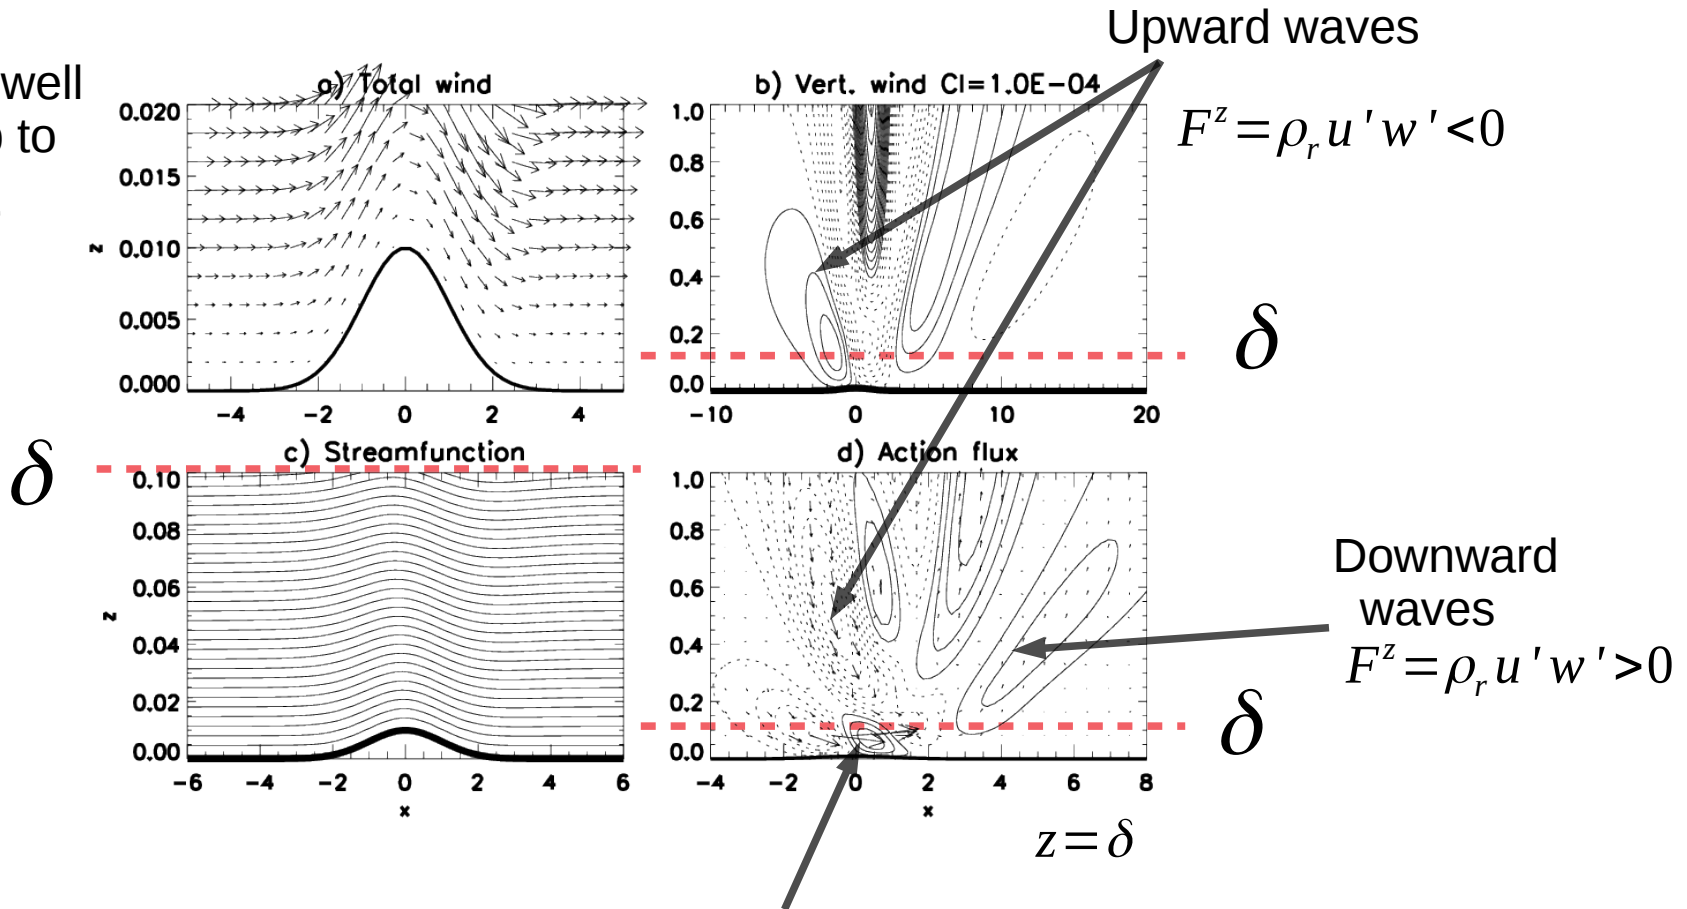 Upward waves
well
to
a) Total wind
b) Vert. wind CI=1.0E-04
F^z=ρ_r u'w'<0
0.020
0.015
0.010
0.005
0.000
z
-4 -2 0 2 4
1.0
0.8
0.6
0.4
0.2
0.0
-10 0 10 20
δ
δ
c) Streamfunction
d) Action flux
0.10
0.08
0.06
0.04
0.02
0.00
z
-6 -4 -2 0 2 4 6
x
1.0
0.8
0.6
0.4
0.2
0.0
-4 -2 0 2 4 6 8
x
Downward
waves
F^z=ρ_r u'w'>0
δ
z=δ